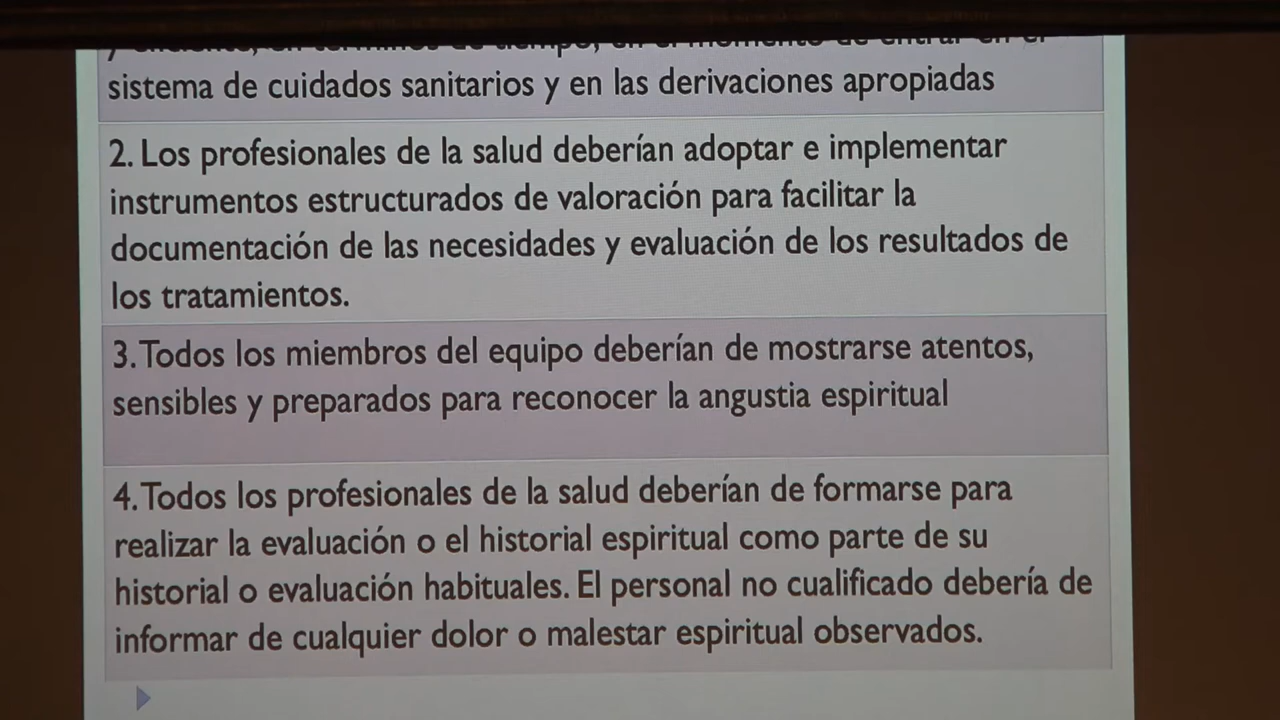 sistema de cuidados sanitarios y en las derivaciones apropiadas
2. Los profesionales de la salud deberían adoptar e implementar
instrumentos estructurados de valoración para facilitar la
documentación de las necesidades y evaluación de los resultados de
los tratamientos.
3. Todos los miembros del equipo deberían de mostrarse atentos,
sensibles y preparados para reconocer la angustia espiritual
4. Todos los profesionales de la salud deberían de formarse para
realizar la evaluación o el historial espiritual como parte de su
historial o evaluación habituales. El personal no cualificado debería de
informar de cualquier dolor o malestar espiritual observados.